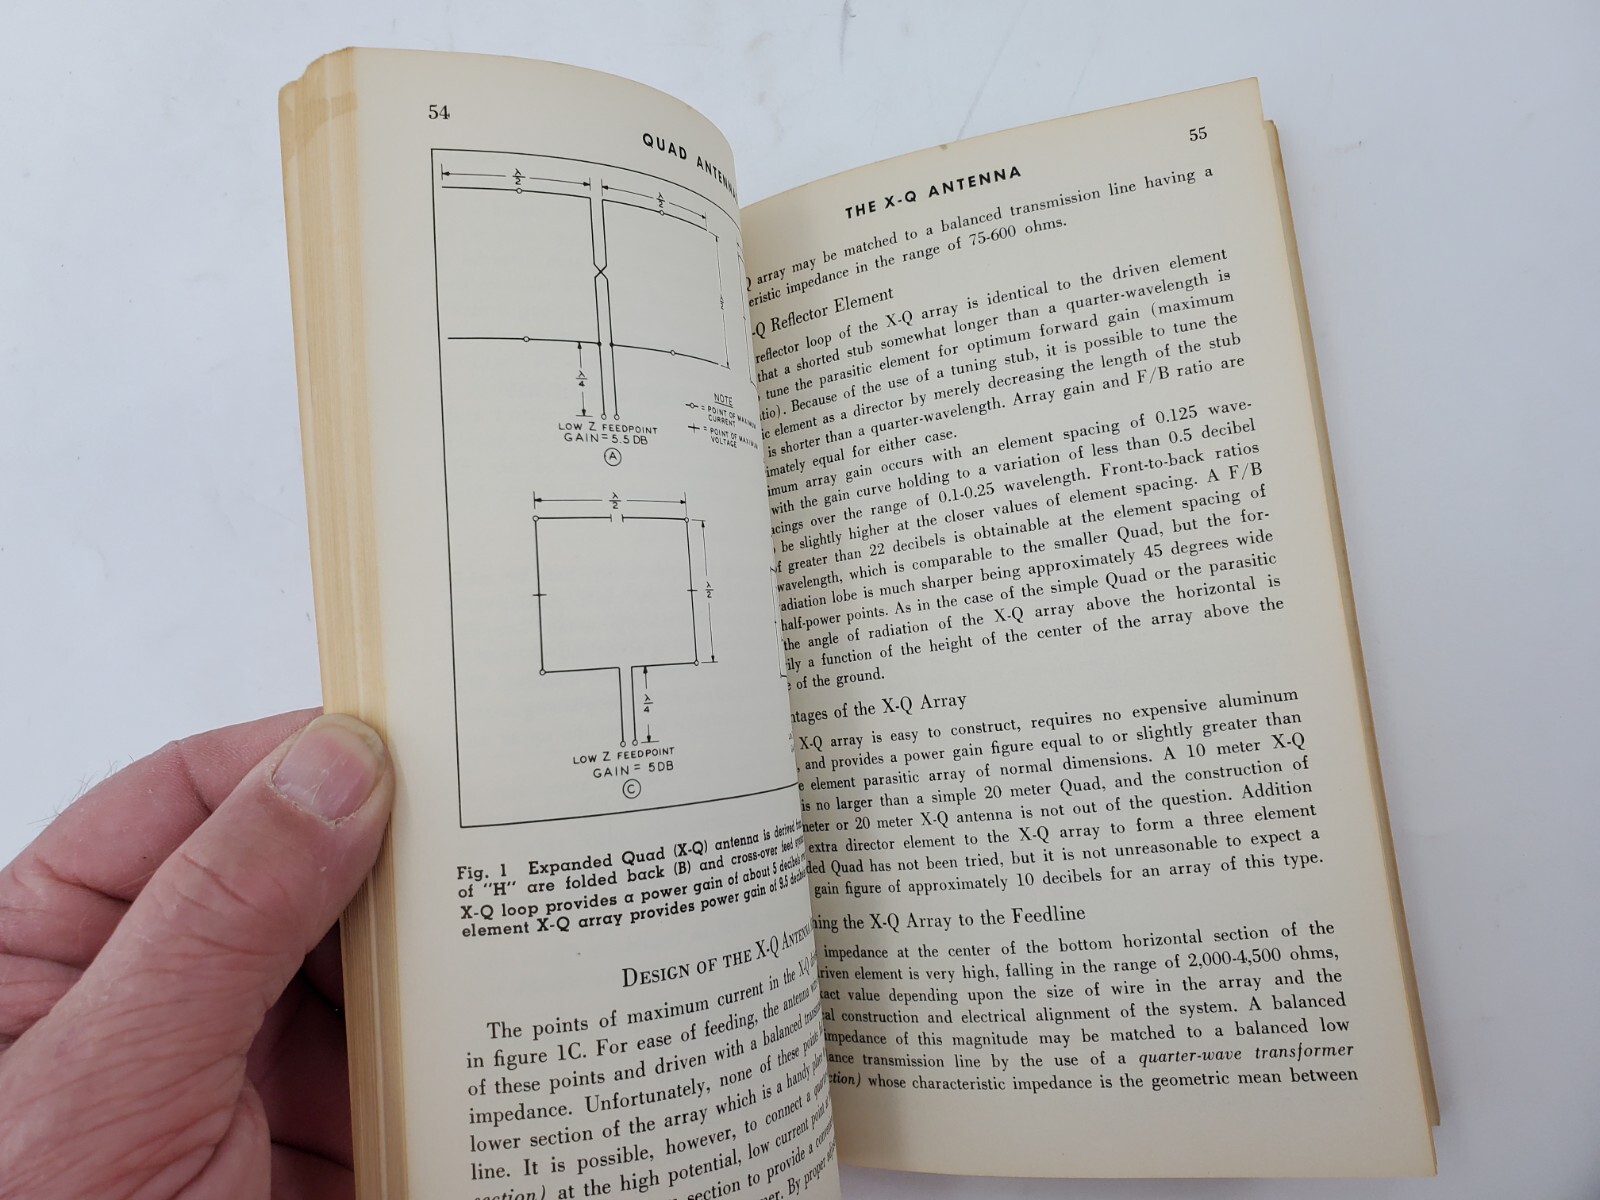 54
QUAD ANTENNA
λ/2
λ/2
λ/2
λ/4
LOW Z FEEDPOINT
GAIN = 5.5 DB
A
NOTE
= POINT OF MAXIMUM
CURRENT
= POINT OF MAXIMUM
VOLTAGE
λ/2
λ/2
λ/4
LOW Z FEEDPOINT
GAIN = 5DB
C
Fig. 1 Expanded Quad (X-Q) antenna is derived
of "H" are folded back (B) and cross-over feed
X-Q loop provides a power gain of about 5 decibels
element X-Q array provides power gain of 9.5
DESIGN OF THE X-Q ANTENNA
The points of maximum current in the X-Q
in figure 1C. For ease of feeding, the antenna
of these points and driven with a balanced
impedance. Unfortunately, none of these points
lower section of the array which is a handy
line. It is possible, however, to connect a
section) at the high potential, low current point
section to provide a
By proper
55
THE X-Q ANTENNA
Q array may be matched to a balanced transmission line having a
eristic impedance in the range of 75-600 ohms.
-Q Reflector Element
reflector loop of the X-Q array is identical to the driven element
that a shorted stub somewhat longer than a quarter-wavelength is
tune the parasitic element for optimum forward gain (maximum
tio). Because of the use of a tuning stub, it is possible to tune the
ic element as a director by merely decreasing the length of the stub
is shorter than a quarter-wavelength. Array gain and F/B ratio are
imately equal for either case.
imum array gain occurs with an element spacing of 0.125 wave-
with the gain curve holding to a variation of less than 0.5 decibel
acings over the range of 0.1-0.25 wavelength. Front-to-back ratios
be slightly higher at the closer values of element spacing. A F/B
of greater than 22 decibels is obtainable at the element spacing of
wavelength, which is comparable to the smaller Quad, but the for-
adiation lobe is much sharper being approximately 45 degrees wide
half-power points. As in the case of the simple Quad or the parasitic
the angle of radiation of the X-Q array above the horizontal is
ily a function of the height of the center of the array above the
e of the ground.
ntages of the X-Q Array
X-Q array is easy to construct, requires no expensive aluminum
, and provides a power gain figure equal to or slightly greater than
e element parasitic array of normal dimensions. A 10 meter X-Q
is no larger than a simple 20 meter Quad, and the construction of
meter or 20 meter X-Q antenna is not out of the question. Addition
extra director element to the X-Q array to form a three element
ded Quad has not been tried, but it is not unreasonable to expect a
gain figure of approximately 10 decibels for an array of this type.
hing the X-Q Array to the Feedline
impedance at the center of the bottom horizontal section of the
riven element is very high, falling in the range of 2,000-4,500 ohms,
act value depending upon the size of wire in the array and the
al construction and electrical alignment of the system. A balanced
impedance of this magnitude may be matched to a balanced low
ance transmission line by the use of a quarter-wave transformer
ction) whose characteristic impedance is the geometric mean between